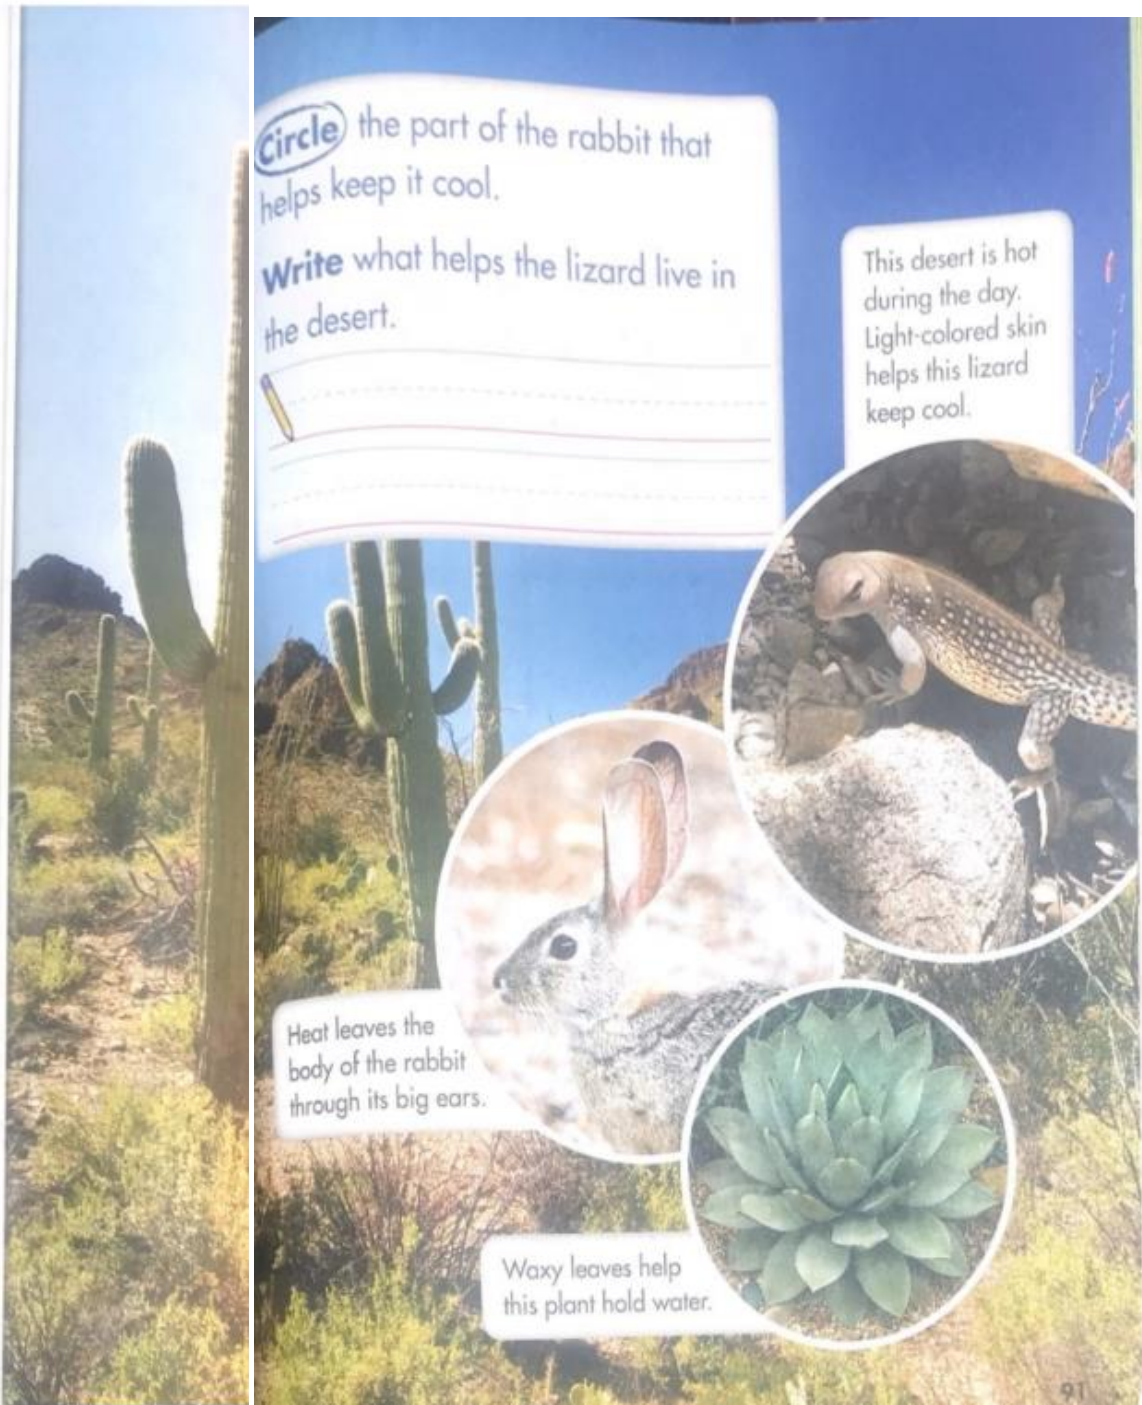 Circle the part of the rabbit that
helps keep it cool.
Write what helps the lizard live in
the desert.
This desert is hot
during the day.
Light-colored skin
helps this lizard
keep cool.
Heat leaves the
body of the rabbit
through its big ears.
Waxy leaves help
this plant hold water.
91